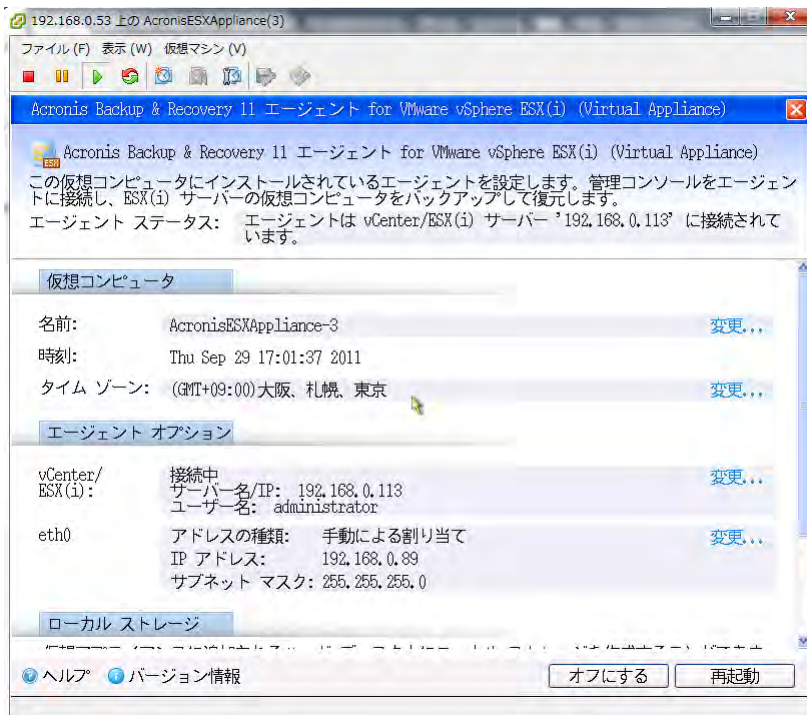 192.168.0.53 上の AcronisESXAppliance(3)
ファイル(F) 表示(W) 仮想マシン(V)
Acronis Backup & Recovery 11 エージェント for VMware vSphere ESX(i) (Virtual Appliance)
Acronis Backup & Recovery 11 エージェント for VMware vSphere ESX(i) (Virtual Appliance)
ESX
この仮想コンピュータにインストールされているエージェントを設定します。管理コンソールをエージェン
トに接続し、ESX(i) サーバーの仮想コンピュータをバックアップして復元します。
エージェント ステータス: エージェントは vCenter/ESX(i) サーバー '192.168.0.113' に接続されて
います。
仮想コンピュータ
名前: AcronisESXAppliance-3 変更...
時刻: Thu Sep 29 17:01:37 2011
タイム ゾーン: (GMT+09:00)大阪、札幌、東京 変更...
エージェント オプション
vCenter/
ESX(i): 接続中 変更...
サーバー名/IP: 192.168.0.113
ユーザー名: administrator
eth0 アドレスの種類: 手動による割り当て 変更...
IP アドレス: 192.168.0.89
サブネット マスク: 255.255.255.0
ローカル ストレージ
ヘルプ バージョン情報 オフにする 再起動